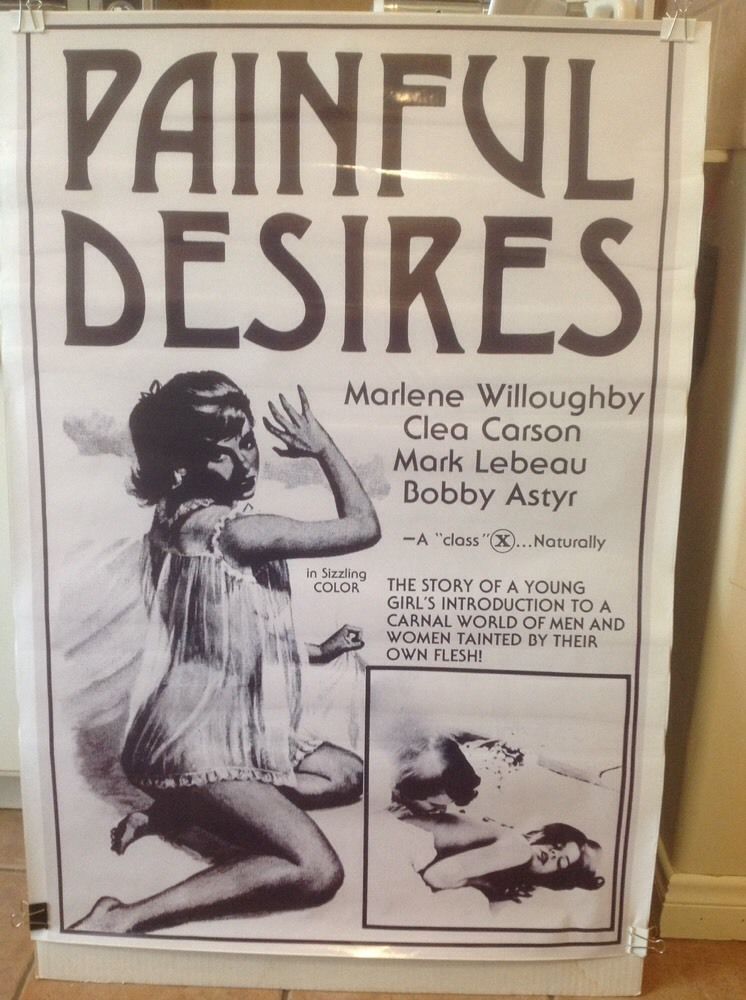 PAINFUL
DESIRES
Marlene Willoughby
Clea Carson
Mark Lebeau
Bobby Astyr
—A "class" X...Naturally
in Sizzling
COLOR
THE STORY OF A YOUNG
GIRL'S INTRODUCTION TO A
CARNAL WORLD OF MEN AND
WOMEN TAINTED BY THEIR
OWN FLESH!